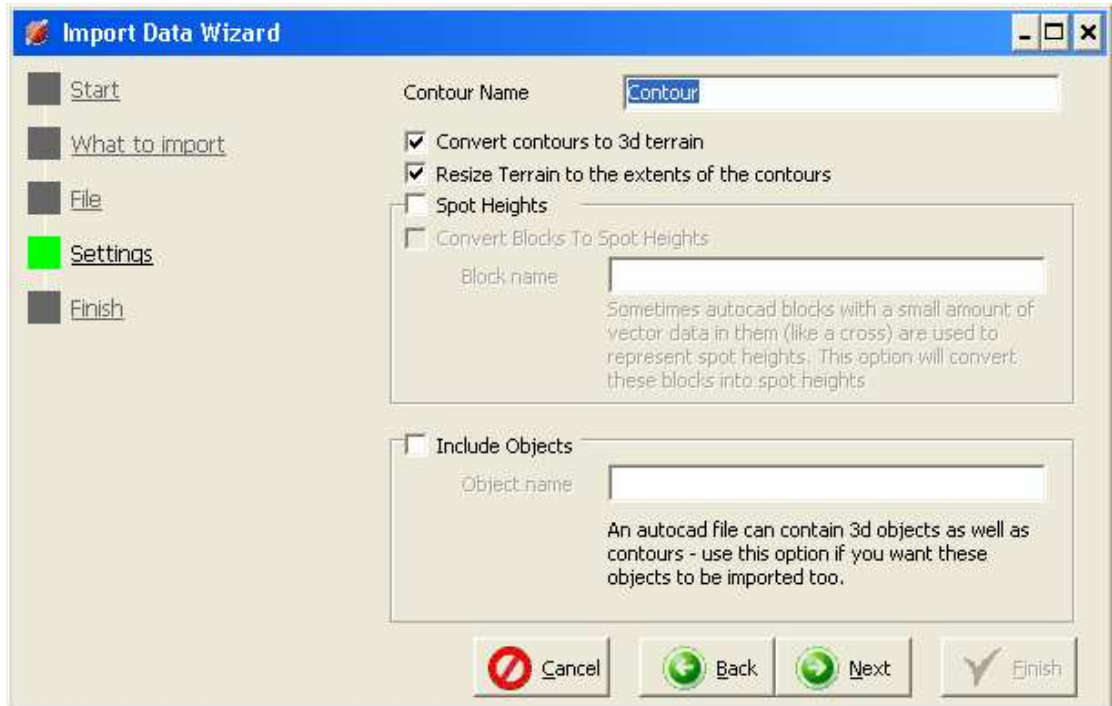 Import Data Wizard
Start
What to import
File
Settings
Finish
Contour Name
Contour
Convert contours to 3d terrain
Resize Terrain to the extents of the contours
Spot Heights
Convert Blocks To Spot Heights
Block name
Sometimes autocad blocks with a small amount of
vector data in them (like a cross) are used to
represent spot heights. This option will convert
these blocks into spot heights
Include Objects
Object name
An autocad file can contain 3d objects as well as
contours - use this option if you want these
objects to be imported too.
Cancel
Back
Next
Finish